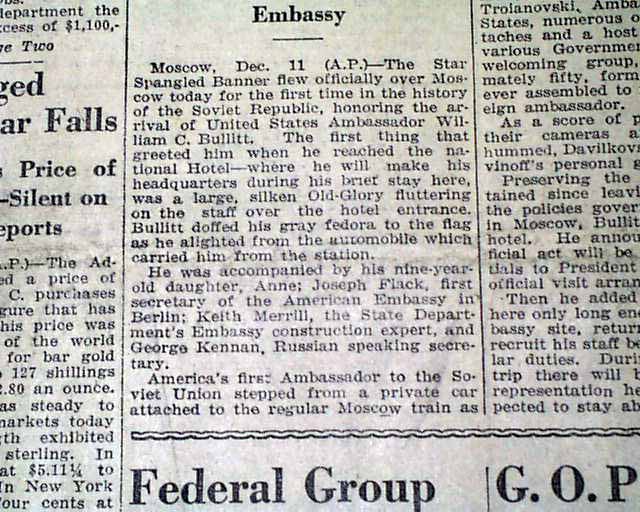 department the
cess of $1,100,-
ge Two
ged
ar Falls
s Price of
—Silent on
eports
A.P.)—The Ad-
ed a price of
C. purchases
gure that has
his price was
of the world
for bar gold
127 shillings
2.80 an ounce.
as steady to
markets today
gth exhibited
sterling. In
at $5.11¼ to
In New York
four cents at
Embassy
Moscow, Dec. 11 (A.P.)—The Star
Spangled Banner flew officially over Mos-
cow today for the first time in the history
of the Soviet Republic, honoring the ar-
rival of United States Ambassador Wil-
liam C. Bullitt. The first thing that
greeted him when he reached the na-
tional Hotel—where he will make his
headquarters during his brief stay here,
was a large, silken Old-Glory fluttering
on the staff over the hotel entrance.
Bullitt doffed his gray fedora to the flag
as he alighted from the automobile which
carried him from the station.
He was accompanied by his nine-year-
old daughter, Anne; Joseph Flack, first
secretary of the American Embassy in
Berlin; Keith Merrill, the State Depart-
ment's Embassy construction expert, and
George Kennan, Russian speaking secre-
tary.
America's first Ambassador to the So-
viet Union stepped from a private car
attached to the regular Moscow train as
Troianovski, Amba
States, numerous o
taches and a host
various Governme
welcoming group,
mately fifty, form
ever assembled to
eign ambassador.
As a score of p
their cameras a
hummed, Davilkovs
vinoff's personal r
Preserving the
tained since leavi
the policies gover
in Moscow, Bullit
hotel. He annou
ficial act will be
tials to President
official visit arran
Then he added
here only long en
bassy site, return
recruit his staff be
lar duties. Duri
trip there will b
representation he
pected to stay ab
Federal Group
G. O. P